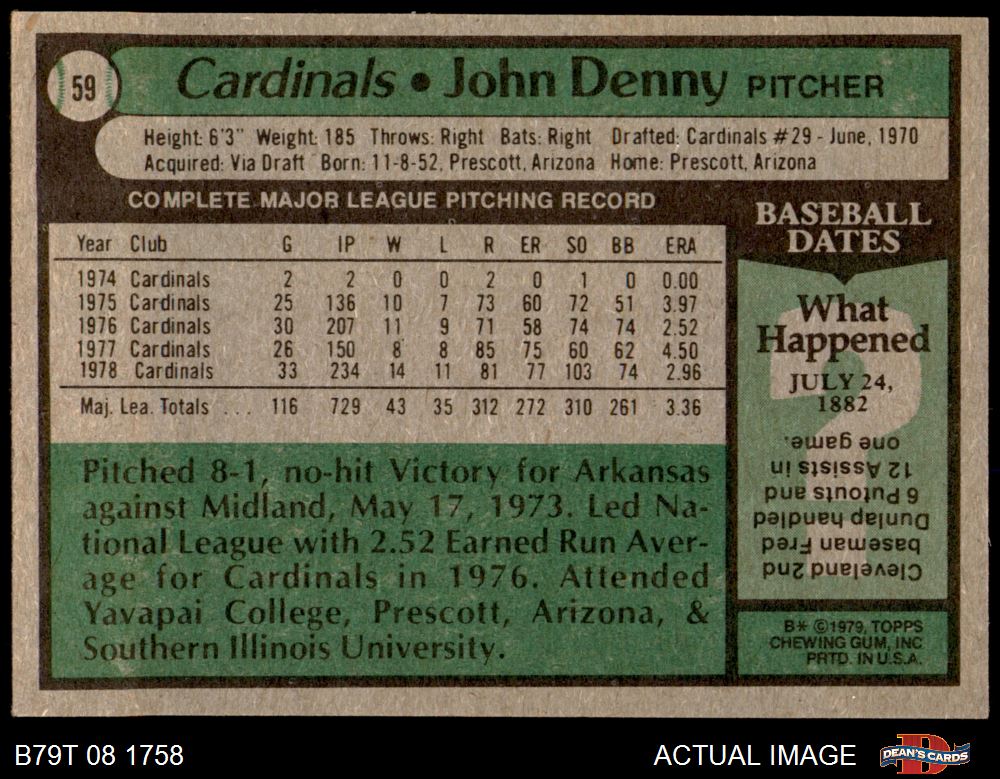 59 Cardinals • John Denny PITCHER
Height: 6'3" Weight: 185 Throws: Right Bats: Right Drafted: Cardinals #29 - June, 1970
Acquired: Via Draft Born: 11-8-52, Prescott, Arizona Home: Prescott, Arizona
COMPLETE MAJOR LEAGUE PITCHING RECORD
Year Club G IP W L R ER SO BB ERA
1974 Cardinals 2 2 0 0 2 0 1 0 0.00
1975 Cardinals 25 136 10 7 73 60 72 51 3.97
1976 Cardinals 30 207 11 9 71 58 74 74 2.52
1977 Cardinals 26 150 8 8 85 75 60 62 4.50
1978 Cardinals 33 234 14 11 81 77 103 74 2.96
Maj. Lea. Totals ... 116 729 43 35 312 272 310 261 3.36
Pitched 8-1, no-hit Victory for Arkansas
against Midland, May 17, 1973. Led Na-
tional League with 2.52 Earned Run Aver-
age for Cardinals in 1976. Attended
Yavapai College, Prescott, Arizona, &
Southern Illinois University.
BASEBALL
DATES
What
Happened
JULY 24,
1882
?
Cleveland 2nd
baseman Fred
Dunlap handled
6 Putouts and
12 Assists in
one game.
B* ©1979, TOPPS
CHEWING GUM, INC
PRTD. IN U.S.A.
B79T 08 1758
ACTUAL IMAGE
D
DEAN'S CARDS